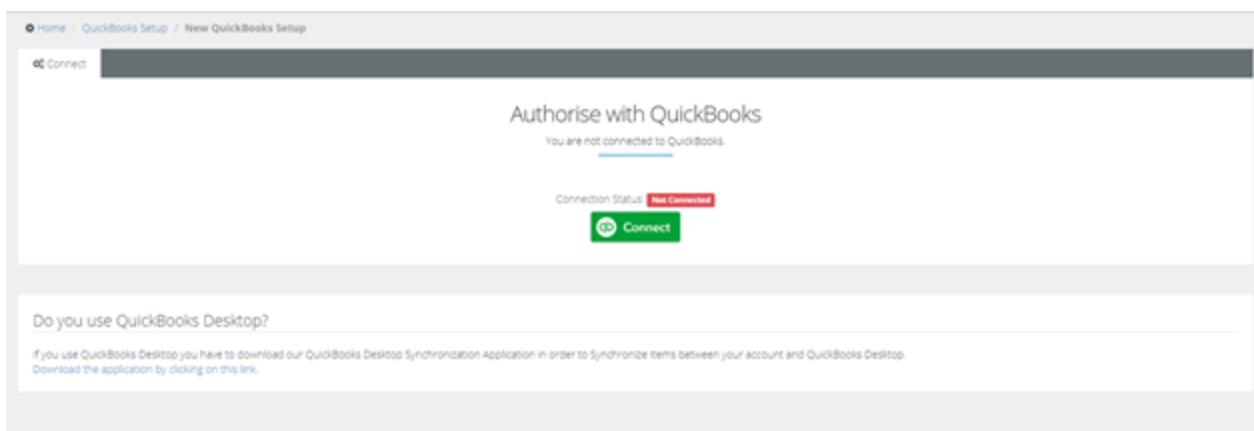 Home / QuickBooks Setup / New QuickBooks Setup
Connect
Authorise with QuickBooks
You are not connected to QuickBooks.
Connection Status: Not Connected
qb Connect
Do you use QuickBooks Desktop?
If you use QuickBooks Desktop you have to download our QuickBooks Desktop Synchronization Application in order to Synchronize items between your account and QuickBooks Desktop.
Download the application by clicking on this link.